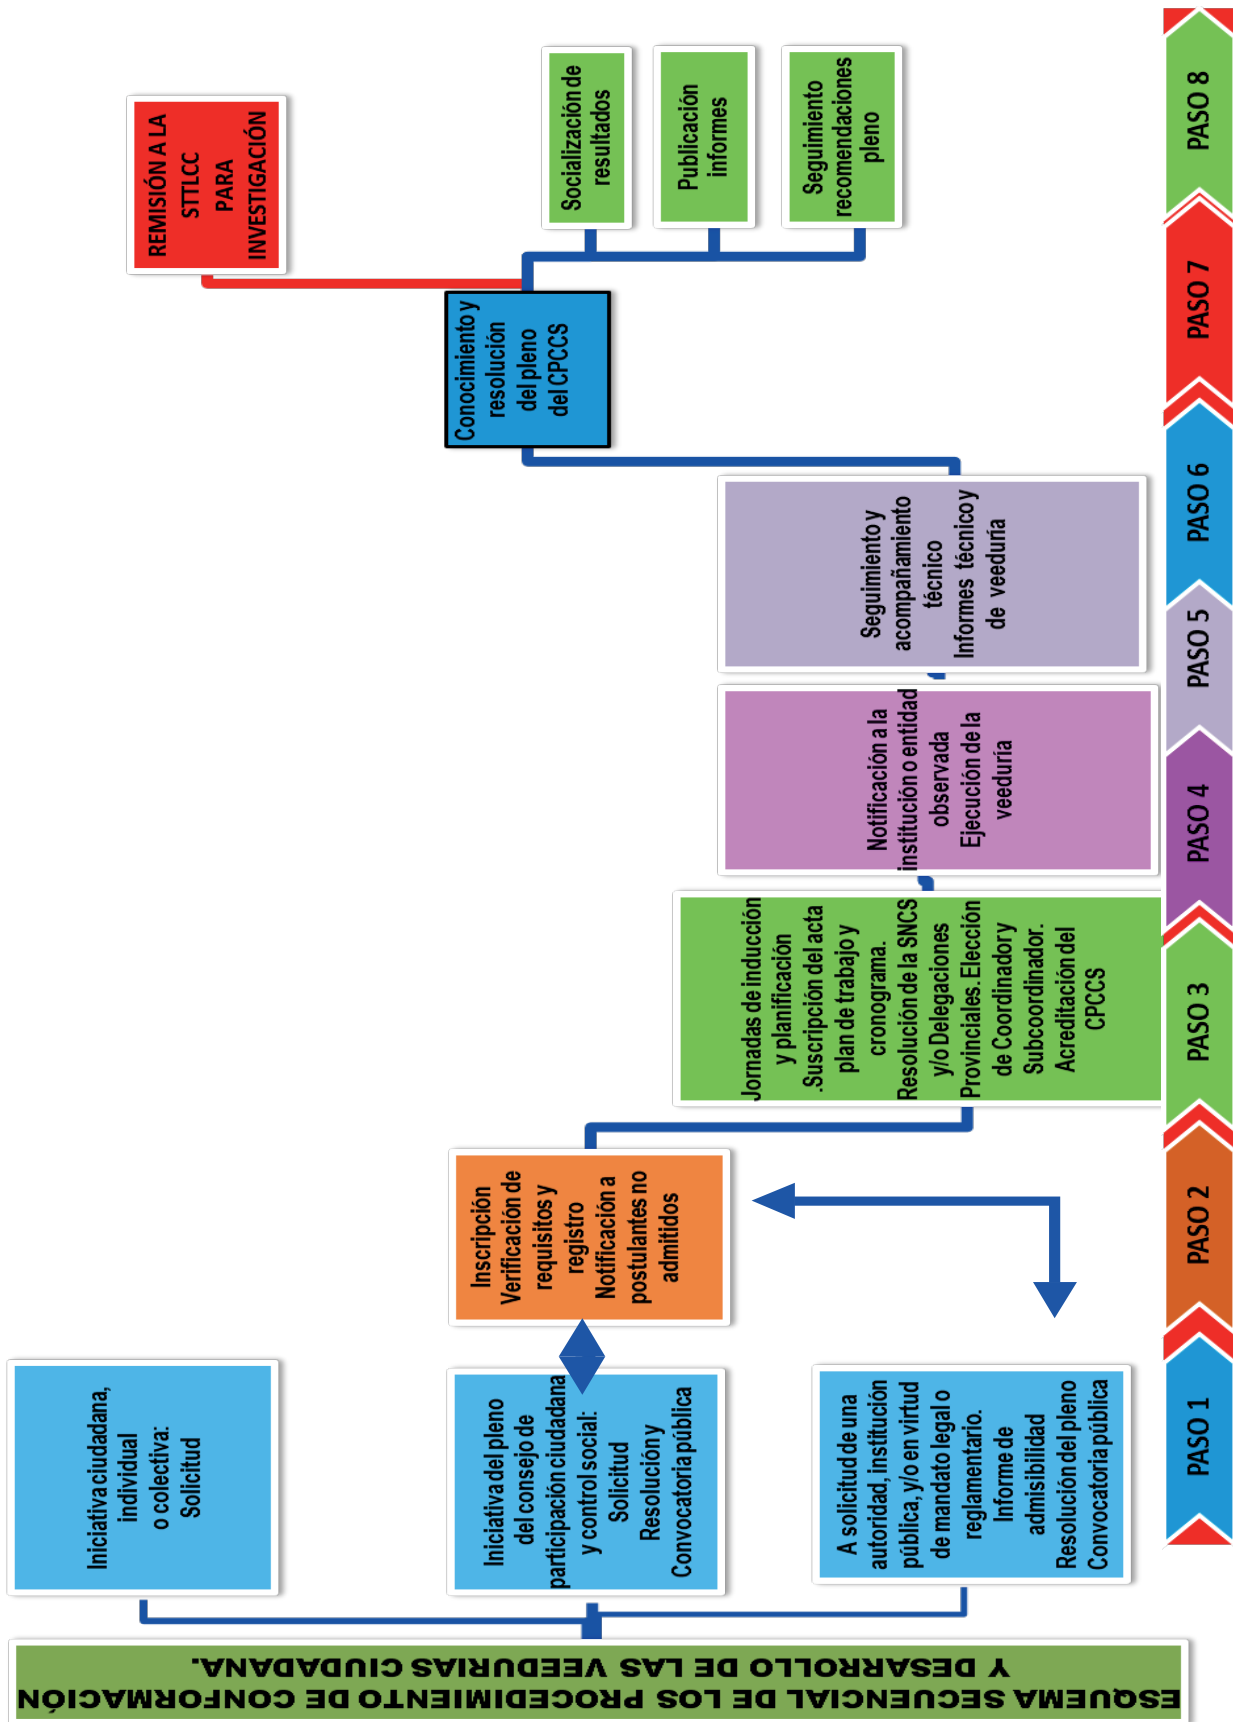 ESQUEMA SECUENCIAL DE LOS PROCEDIMIENTO DE CONFORMACIÓN
Y DESARROLLO DE LAS VEEDURIAS CIUDADANA.
Iniciativa ciudadana,
individual
o colectiva:
Solicitud
Iniciativa del pleno
del consejo de
participación ciudadana
y control social:
Solicitud
Resolución y
Convocatoria pública
A solicitud de una
autoridad, institución
pública, y/o en virtud
de mandato legal o
reglamentario.
Informe de
admisibilidad
Resolución del pleno
Convocatoria pública
Inscripción
Verificación de
requisitos y
registro
Notificación a
postulantes no
admitidos
Jornadas de inducción
y planificación
.Suscripción del acta
plan de trabajo y
cronograma.
Resolución de la SNCS
y/o Delegaciones
Provinciales. Elección
de Coordinador y
Subcoordinador.
Acreditación del
CPCCS
Notificación a la
institución o entidad
observada
Ejecución de la
veeduría
Seguimiento y
acompañamiento
técnico
Informes técnico y
de veeduría
Conocimiento y
resolución
del pleno
del CPCCS
REMISIÓN A LA
STTLCC
PARA
INVESTIGACIÓN
Socialización de
resultados
Publicación
informes
Seguimiento
recomendaciones
pleno
PASO 1
PASO 2
PASO 3
PASO 4
PASO 5
PASO 6
PASO 7
PASO 8